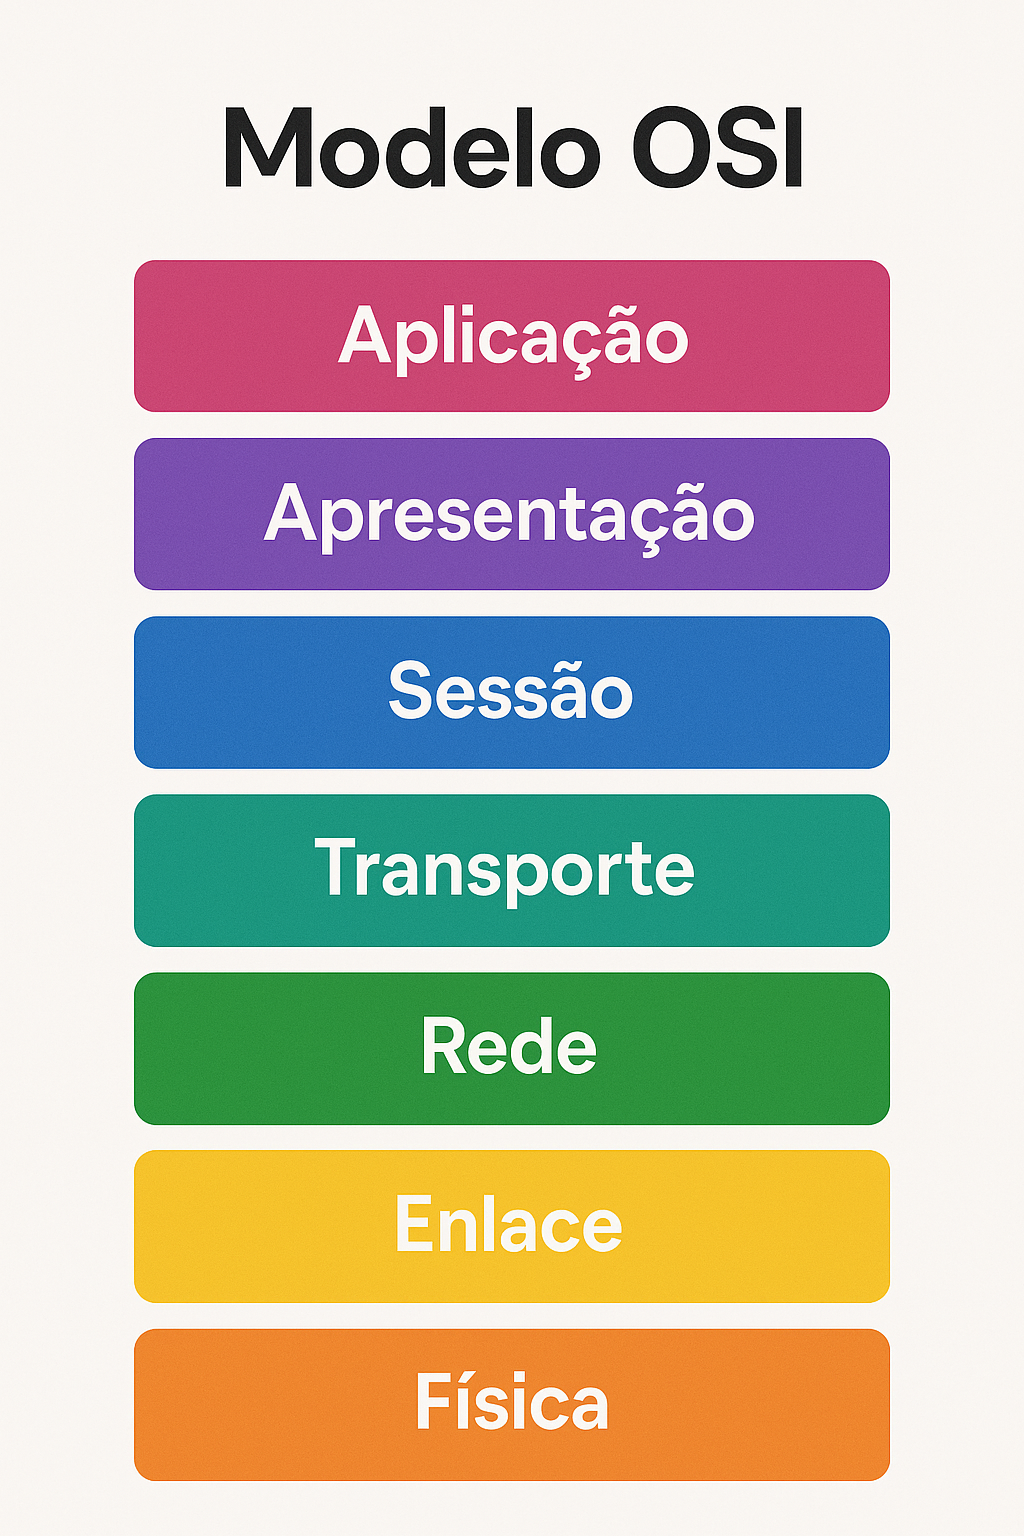 Modelo OSI
Aplicação
Apresentação
Sessão
Transporte
Rede
Enlace
Física